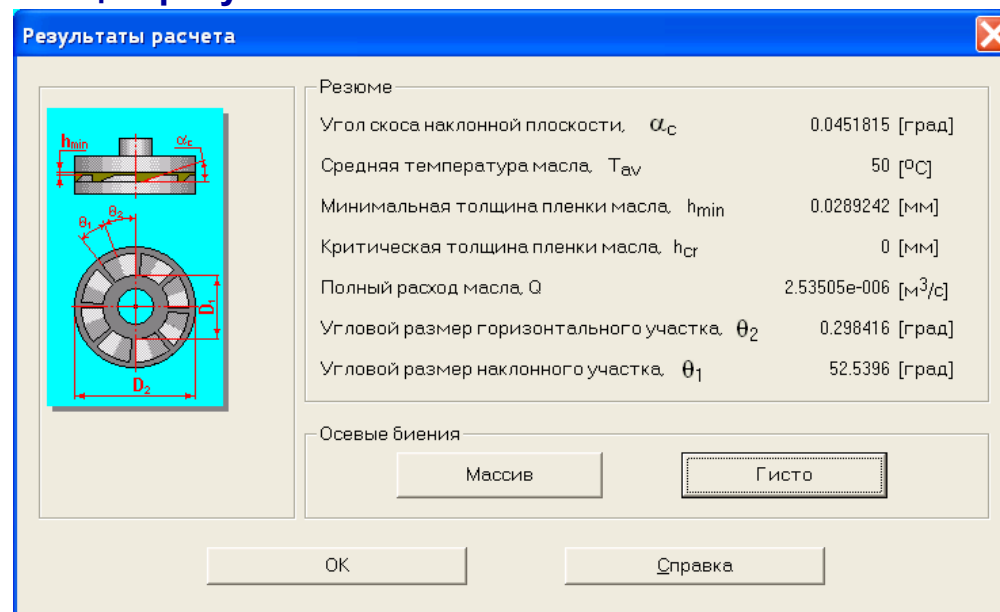 Результаты расчета
Резюме
Угол скоса наклонной плоскости, αc 0.0451815 [град]
Средняя температура масла, Tav 50 [ºC]
Минимальная толщина пленки масла, hmin 0.0289242 [мм]
Критическая толщина пленки масла, hcr 0 [мм]
Полный расход масла, Q 2.53505e-006 [м³/с]
Угловой размер горизонтального участка, θ2 0.298416 [град]
Угловой размер наклонного участка, θ1 52.5396 [град]
hmin αc
θ1 θ2
D1
D2
Осевые биения
Массив Гисто
OK Справка